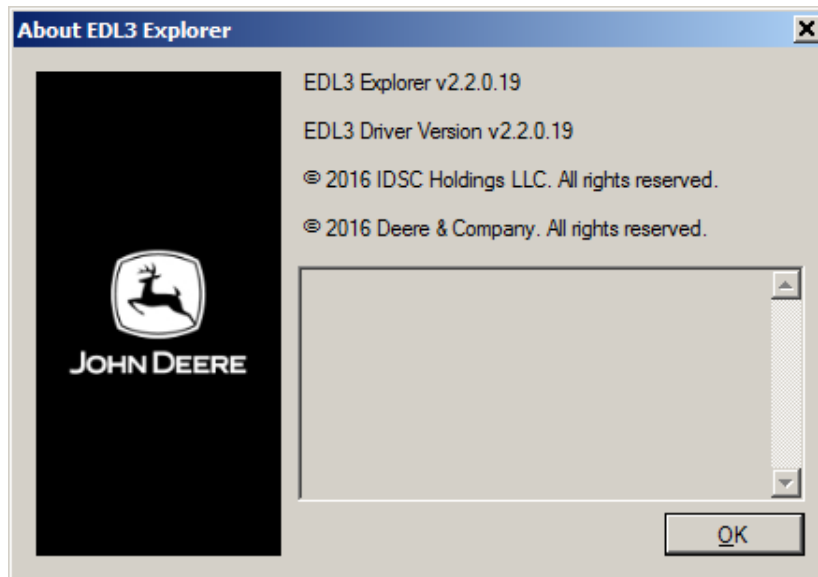 About EDL3 Explorer
EDL3 Explorer v2.2.0.19
EDL3 Driver Version v2.2.0.19
© 2016 IDSC Holdings LLC. All rights reserved.
© 2016 Deere & Company. All rights reserved.
JOHN DEERE
OK